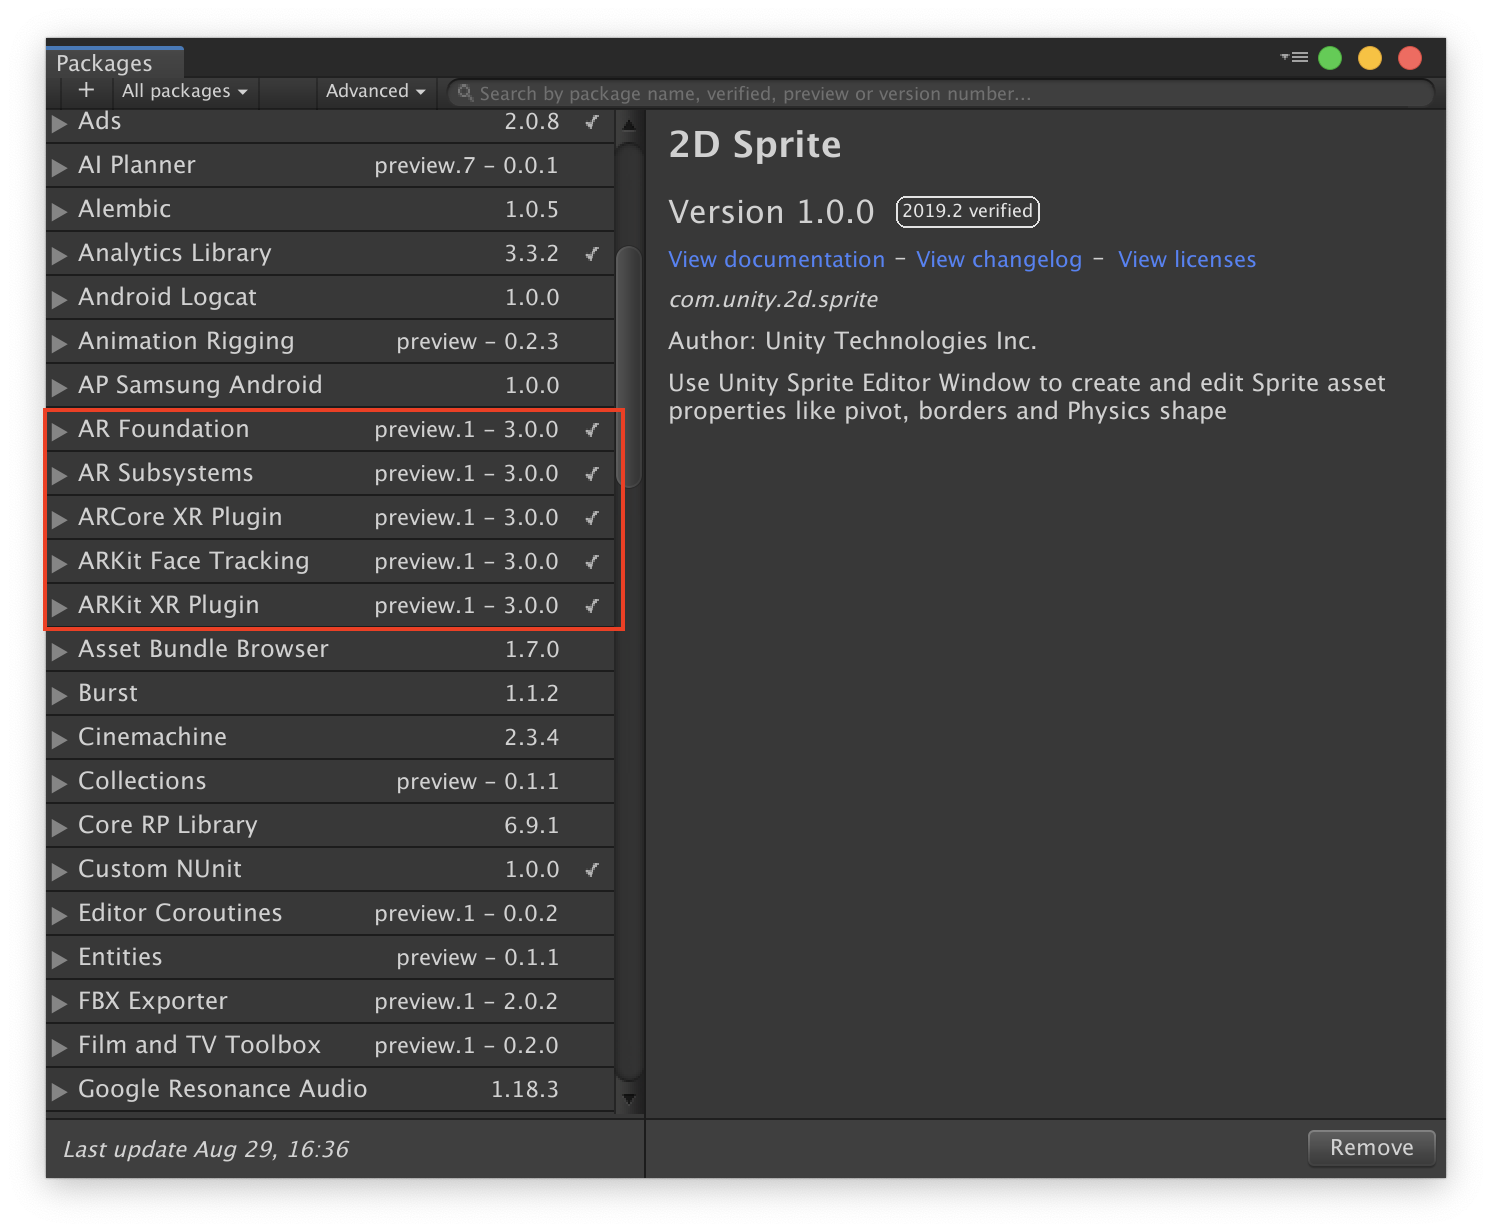 Packages
+ All packages Advanced Search by package name, verified, preview or version number...
Ads 2.0.8 ✓
AI Planner preview.7 – 0.0.1
Alembic 1.0.5
Analytics Library 3.3.2 ✓
Android Logcat 1.0.0
Animation Rigging preview – 0.2.3
AP Samsung Android 1.0.0
AR Foundation preview.1 – 3.0.0 ✓
AR Subsystems preview.1 – 3.0.0 ✓
ARCore XR Plugin preview.1 – 3.0.0 ✓
ARKit Face Tracking preview.1 – 3.0.0 ✓
ARKit XR Plugin preview.1 – 3.0.0 ✓
Asset Bundle Browser 1.7.0
Burst 1.1.2
Cinemachine 2.3.4
Collections preview – 0.1.1
Core RP Library 6.9.1
Custom NUnit 1.0.0 ✓
Editor Coroutines preview.1 – 0.0.2
Entities preview – 0.1.1
FBX Exporter preview.1 – 2.0.2
Film and TV Toolbox preview.1 – 0.2.0
Google Resonance Audio 1.18.3
Last update Aug 29, 16:36
2D Sprite
Version 1.0.0 2019.2 verified
View documentation – View changelog – View licenses
com.unity.2d.sprite
Author: Unity Technologies Inc.
Use Unity Sprite Editor Window to create and edit Sprite asset
properties like pivot, borders and Physics shape
Remove